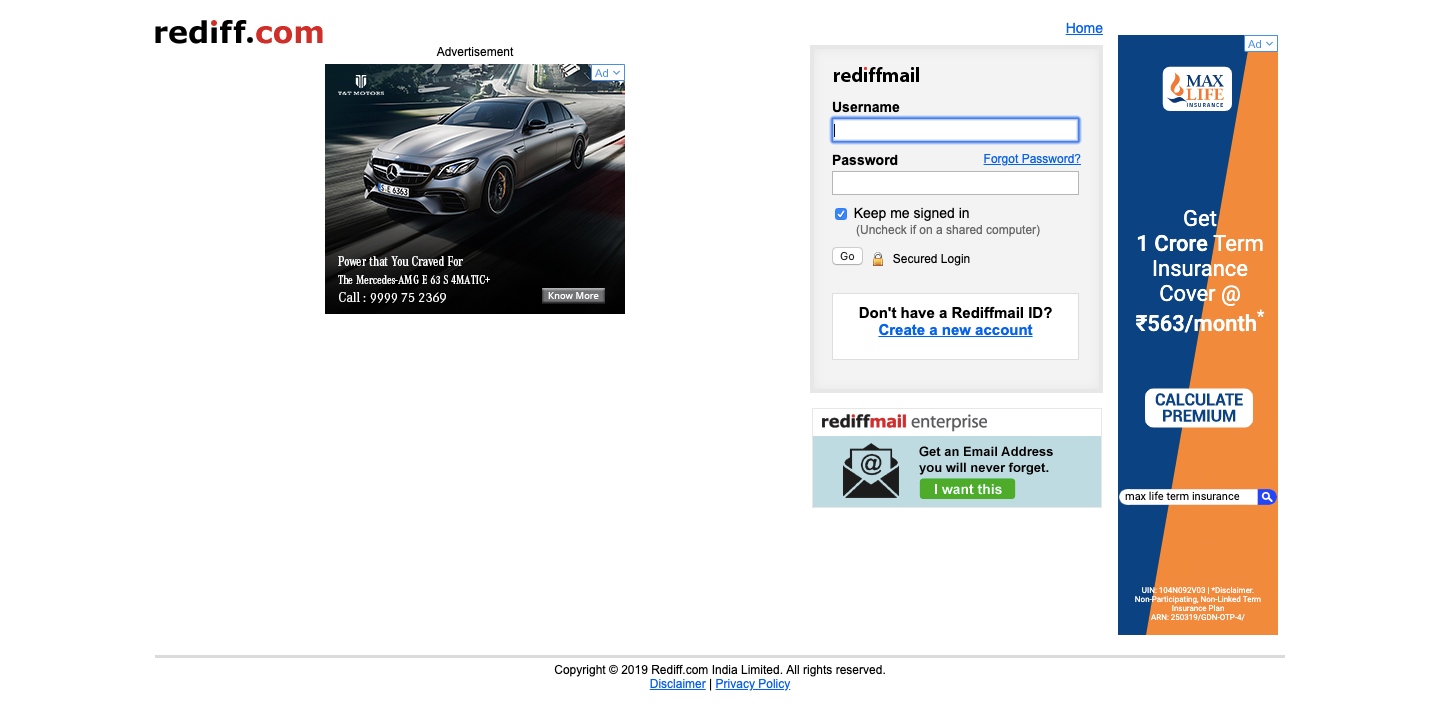 rediff.com
Home
Advertisement
Ad
T&T MOTORS
S.E 6363
Power that You Craved For
The Mercedes-AMG E 63 S 4MATIC+
Call : 9999 75 2369
Know More
rediffmail
Username
Password
Forgot Password?
Keep me signed in
(Uncheck if on a shared computer)
Go
Secured Login
Don't have a Rediffmail ID?
Create a new account
rediffmail enterprise
@
Get an Email Address
you will never forget.
I want this
Ad
MAX
LIFE
INSURANCE
Get
1 Crore Term
Insurance
Cover @
₹563/month*
CALCULATE
PREMIUM
max life term insurance
UIN: 104N092V03 | *Disclaimer.
Non-Participating, Non-Linked Term
Insurance Plan
ARN: 250319/GDN-OTP-4/
Copyright © 2019 Rediff.com India Limited. All rights reserved.
Disclaimer | Privacy Policy